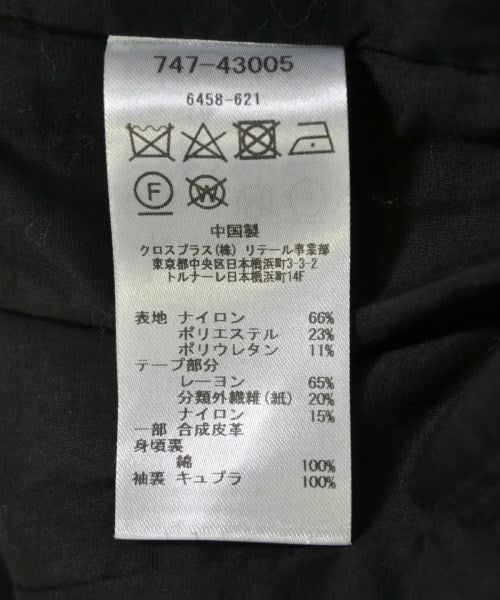 747-43005
6458-621
F W
中国製
クロスプラス(株) リテール事業部
東京都中央区日本橋浜町3-3-2
トルナーレ日本橋浜町14F
表地 ナイロン 66%
ポリエステル 23%
ポリウレタン 11%
テープ部分
レーヨン 65%
分類外繊維(紙) 20%
ナイロン 15%
一部 合成皮革
身頃裏
綿 100%
袖裏 キュプラ 100%